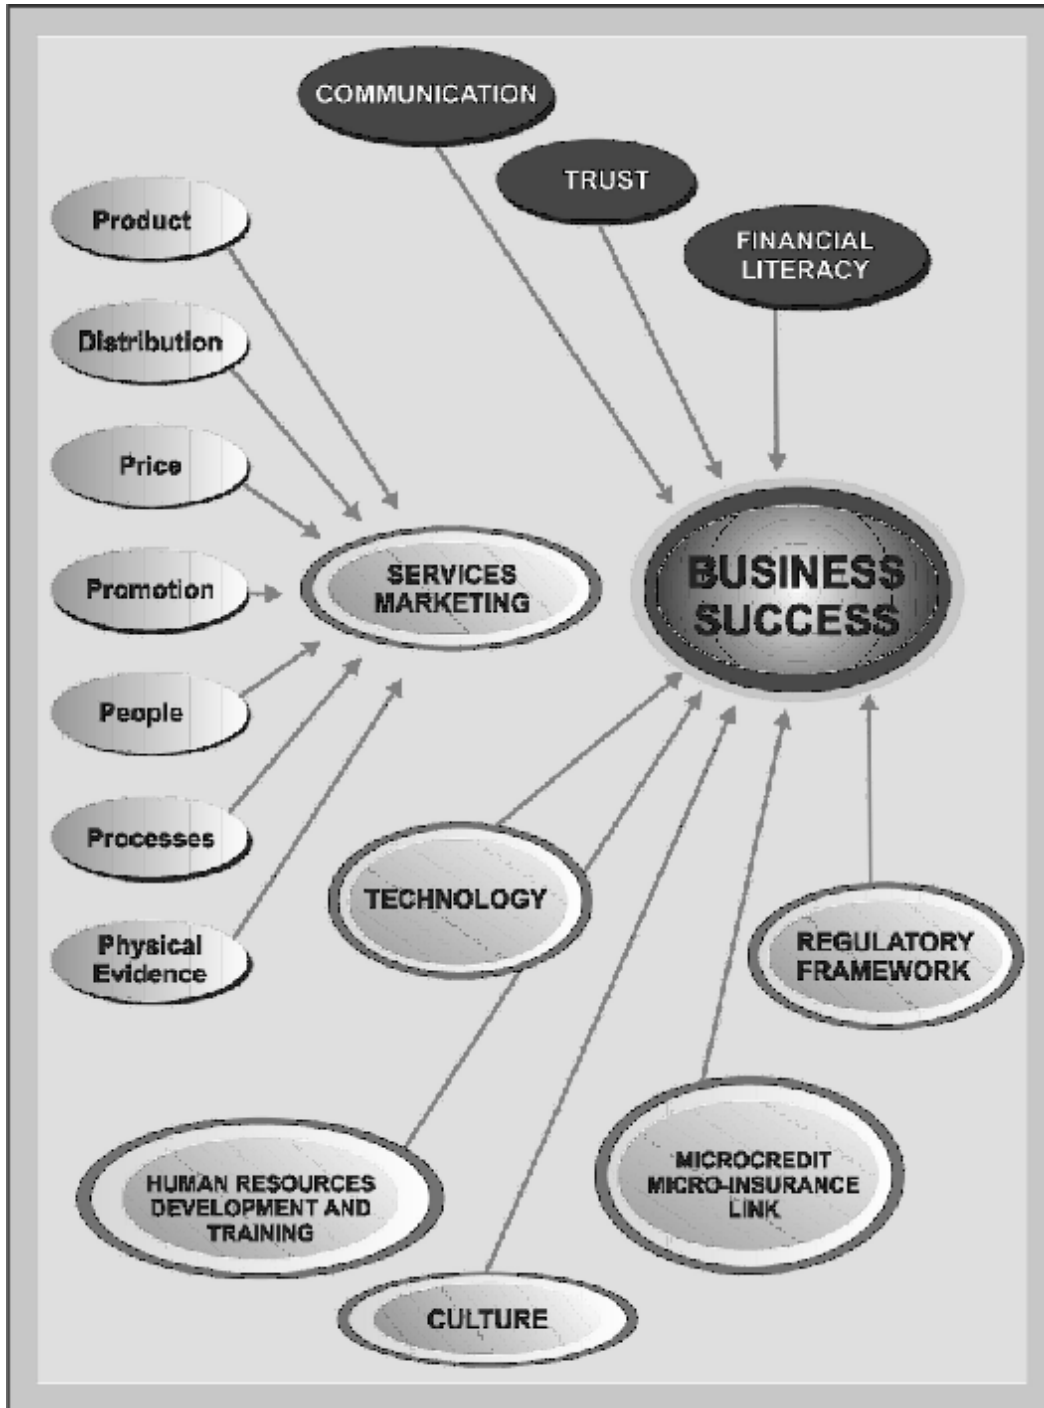 COMMUNICATION
TRUST
FINANCIAL
LITERACY
Product
Distribution
Price
Promotion
People
Processes
Physical
Evidence
SERVICES
MARKETING
BUSINESS
SUCCESS
TECHNOLOGY
REGULATORY
FRAMEWORK
HUMAN RESOURCES
DEVELOPMENT AND
TRAINING
MICROCREDIT
MICRO-INSURANCE
LINK
CULTURE